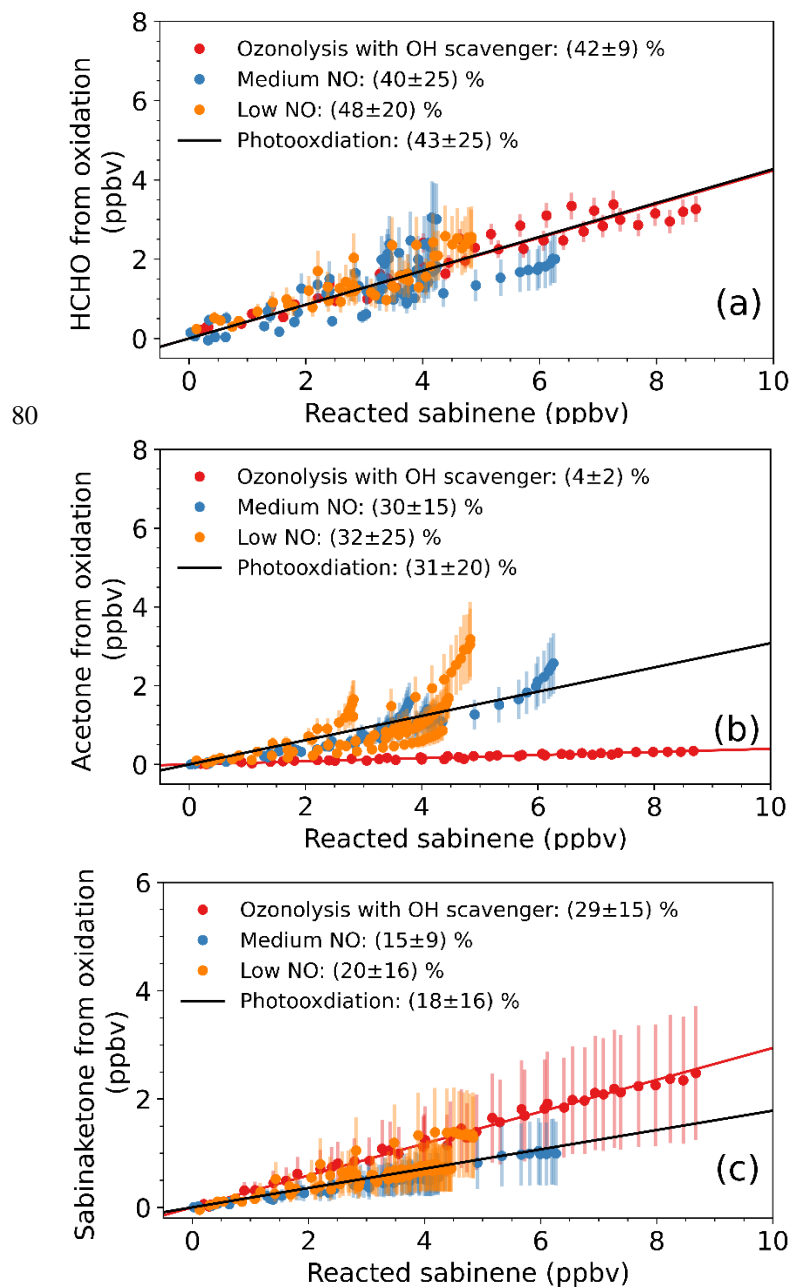 8
6
4
2
0
HCHO from oxidation
(ppbv)
Ozonolysis with OH scavenger: (42±9) %
Medium NO: (40±25) %
Low NO: (48±20) %
Photooxdiation: (43±25) %
(a)
0 2 4 6 8 10
Reacted sabinene (ppbv)
80
8
6
4
2
0
Acetone from oxidation
(ppbv)
Ozonolysis with OH scavenger: (4±2) %
Medium NO: (30±15) %
Low NO: (32±25) %
Photooxdiation: (31±20) %
(b)
0 2 4 6 8 10
Reacted sabinene (ppbv)
6
4
2
0
Sabinaketone from oxidation
(ppbv)
Ozonolysis with OH scavenger: (29±15) %
Medium NO: (15±9) %
Low NO: (20±16) %
Photooxdiation: (18±16) %
(c)
0 2 4 6 8 10
Reacted sabinene (ppbv)